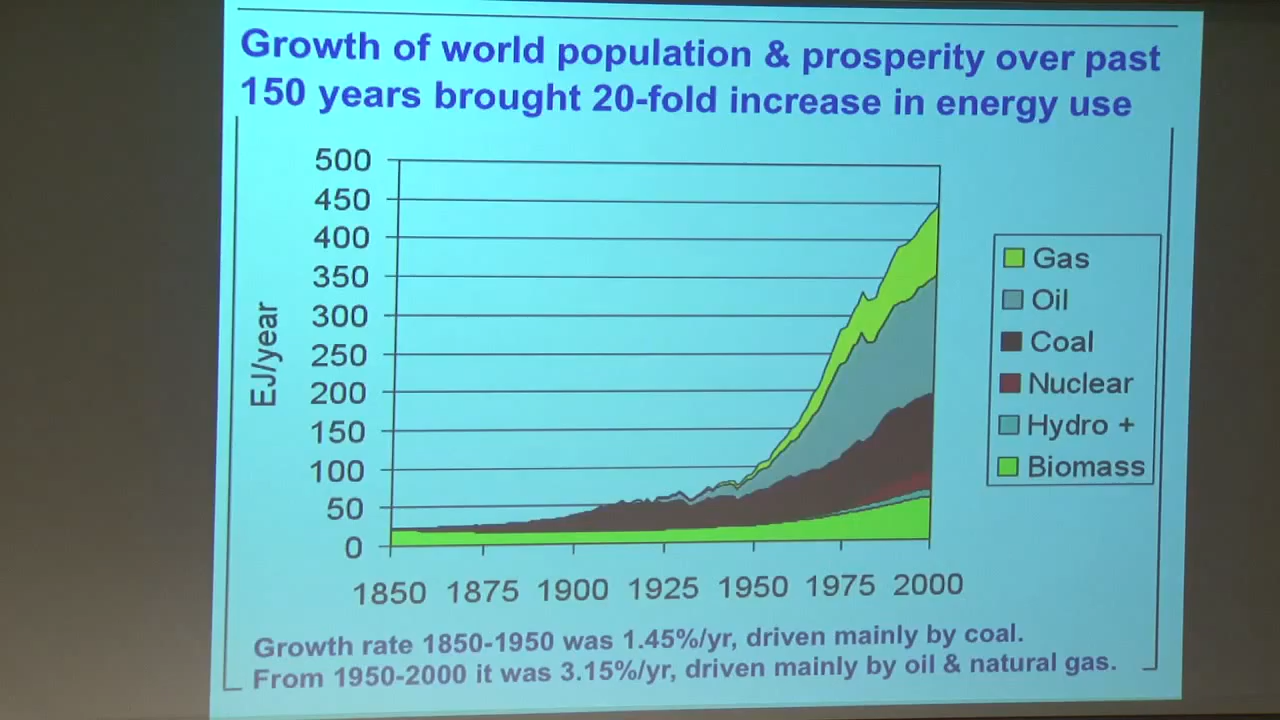 Growth of world population & prosperity over past
150 years brought 20-fold increase in energy use
500
450
400
350
300
250
200
150
100
50
0
EJ/year
1850 1875 1900 1925 1950 1975 2000
Gas
Oil
Coal
Nuclear
Hydro +
Biomass
Growth rate 1850-1950 was 1.45%/yr, driven mainly by coal.
From 1950-2000 it was 3.15%/yr, driven mainly by oil & natural gas.